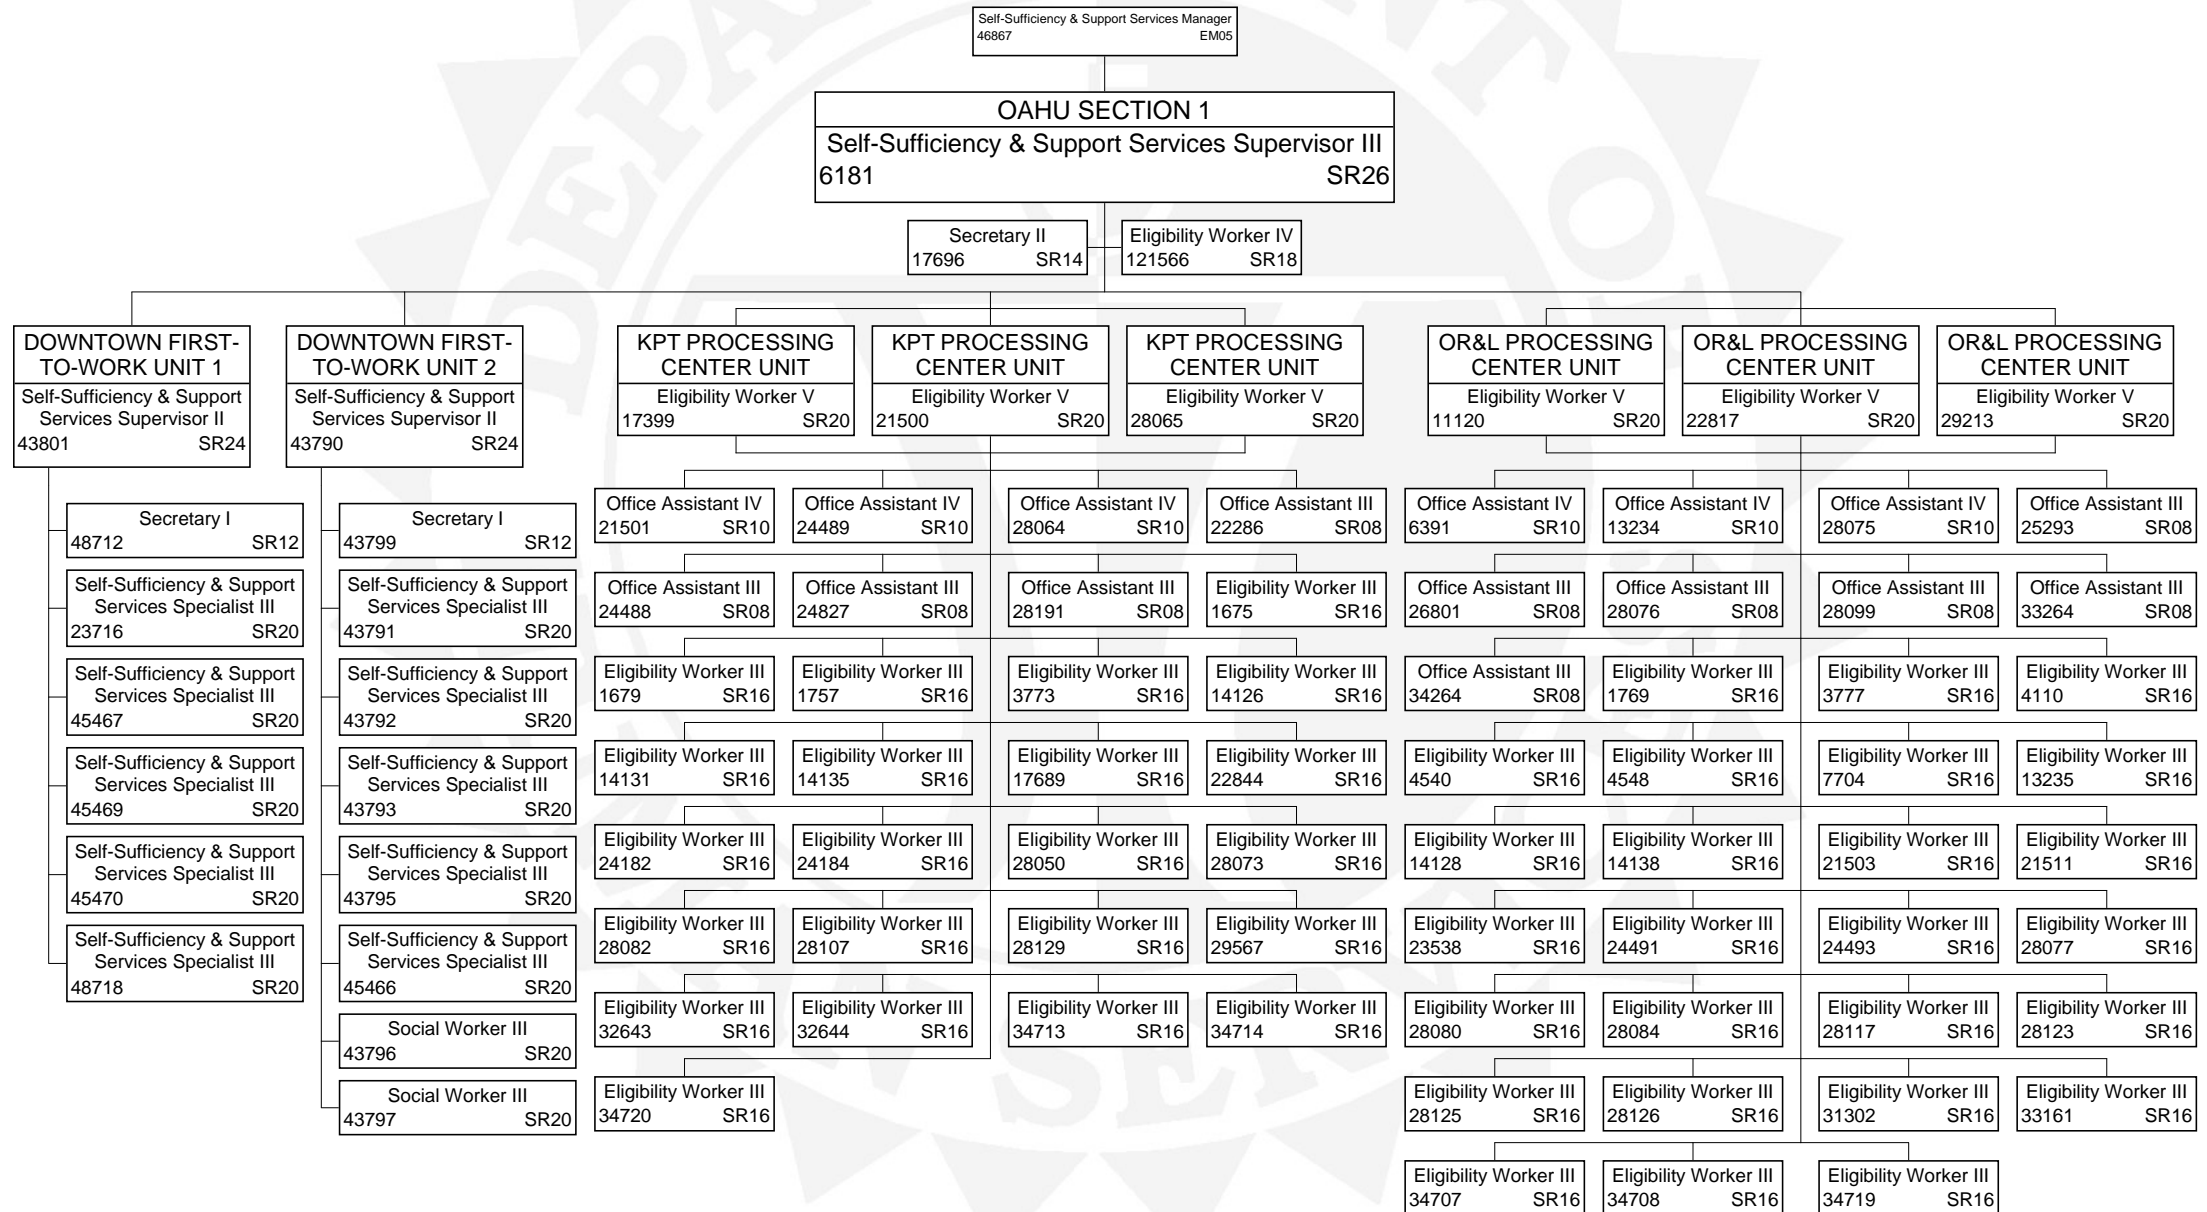 Self-Sufficiency & Support Services Manager
46867 EM05
OAHU SECTION 1
Self-Sufficiency & Support Services Supervisor III
6181 SR26
Secretary II
17696 SR14
Eligibility Worker IV
121566 SR18
DOWNTOWN FIRST-
TO-WORK UNIT 1
Self-Sufficiency & Support
Services Supervisor II
43801 SR24
Secretary I
48712 SR12
Self-Sufficiency & Support
Services Specialist III
23716 SR20
Self-Sufficiency & Support
Services Specialist III
45467 SR20
Self-Sufficiency & Support
Services Specialist III
45469 SR20
Self-Sufficiency & Support
Services Specialist III
45470 SR20
Self-Sufficiency & Support
Services Specialist III
48718 SR20
DOWNTOWN FIRST-
TO-WORK UNIT 2
Self-Sufficiency & Support
Services Supervisor II
43790 SR24
Secretary I
43799 SR12
Self-Sufficiency & Support
Services Specialist III
43791 SR20
Self-Sufficiency & Support
Services Specialist III
43792 SR20
Self-Sufficiency & Support
Services Specialist III
43793 SR20
Self-Sufficiency & Support
Services Specialist III
43795 SR20
Self-Sufficiency & Support
Services Specialist III
45466 SR20
Social Worker III
43796 SR20
Social Worker III
43797 SR20
KPT PROCESSING
CENTER UNIT
Eligibility Worker V
17399 SR20
KPT PROCESSING
CENTER UNIT
Eligibility Worker V
21500 SR20
KPT PROCESSING
CENTER UNIT
Eligibility Worker V
28065 SR20
Office Assistant IV
21501 SR10
Office Assistant IV
24489 SR10
Office Assistant IV
28064 SR10
Office Assistant III
22286 SR08
Office Assistant III
24488 SR08
Office Assistant III
24827 SR08
Office Assistant III
28191 SR08
Eligibility Worker III
1675 SR16
Eligibility Worker III
1679 SR16
Eligibility Worker III
1757 SR16
Eligibility Worker III
3773 SR16
Eligibility Worker III
14126 SR16
Eligibility Worker III
14131 SR16
Eligibility Worker III
14135 SR16
Eligibility Worker III
17689 SR16
Eligibility Worker III
22844 SR16
Eligibility Worker III
24182 SR16
Eligibility Worker III
24184 SR16
Eligibility Worker III
28050 SR16
Eligibility Worker III
28073 SR16
Eligibility Worker III
28082 SR16
Eligibility Worker III
28107 SR16
Eligibility Worker III
28129 SR16
Eligibility Worker III
29567 SR16
Eligibility Worker III
32643 SR16
Eligibility Worker III
32644 SR16
Eligibility Worker III
34713 SR16
Eligibility Worker III
34714 SR16
Eligibility Worker III
34720 SR16
OR&L PROCESSING
CENTER UNIT
Eligibility Worker V
11120 SR20
OR&L PROCESSING
CENTER UNIT
Eligibility Worker V
22817 SR20
OR&L PROCESSING
CENTER UNIT
Eligibility Worker V
29213 SR20
Office Assistant IV
6391 SR10
Office Assistant IV
13234 SR10
Office Assistant IV
28075 SR10
Office Assistant III
25293 SR08
Office Assistant III
26801 SR08
Office Assistant III
28076 SR08
Office Assistant III
28099 SR08
Office Assistant III
33264 SR08
Office Assistant III
34264 SR08
Eligibility Worker III
1769 SR16
Eligibility Worker III
3777 SR16
Eligibility Worker III
4110 SR16
Eligibility Worker III
4540 SR16
Eligibility Worker III
4548 SR16
Eligibility Worker III
7704 SR16
Eligibility Worker III
13235 SR16
Eligibility Worker III
14128 SR16
Eligibility Worker III
14138 SR16
Eligibility Worker III
21503 SR16
Eligibility Worker III
21511 SR16
Eligibility Worker III
23538 SR16
Eligibility Worker III
24491 SR16
Eligibility Worker III
24493 SR16
Eligibility Worker III
28077 SR16
Eligibility Worker III
28080 SR16
Eligibility Worker III
28084 SR16
Eligibility Worker III
28117 SR16
Eligibility Worker III
28123 SR16
Eligibility Worker III
28125 SR16
Eligibility Worker III
28126 SR16
Eligibility Worker III
31302 SR16
Eligibility Worker III
33161 SR16
Eligibility Worker III
34707 SR16
Eligibility Worker III
34708 SR16
Eligibility Worker III
34719 SR16